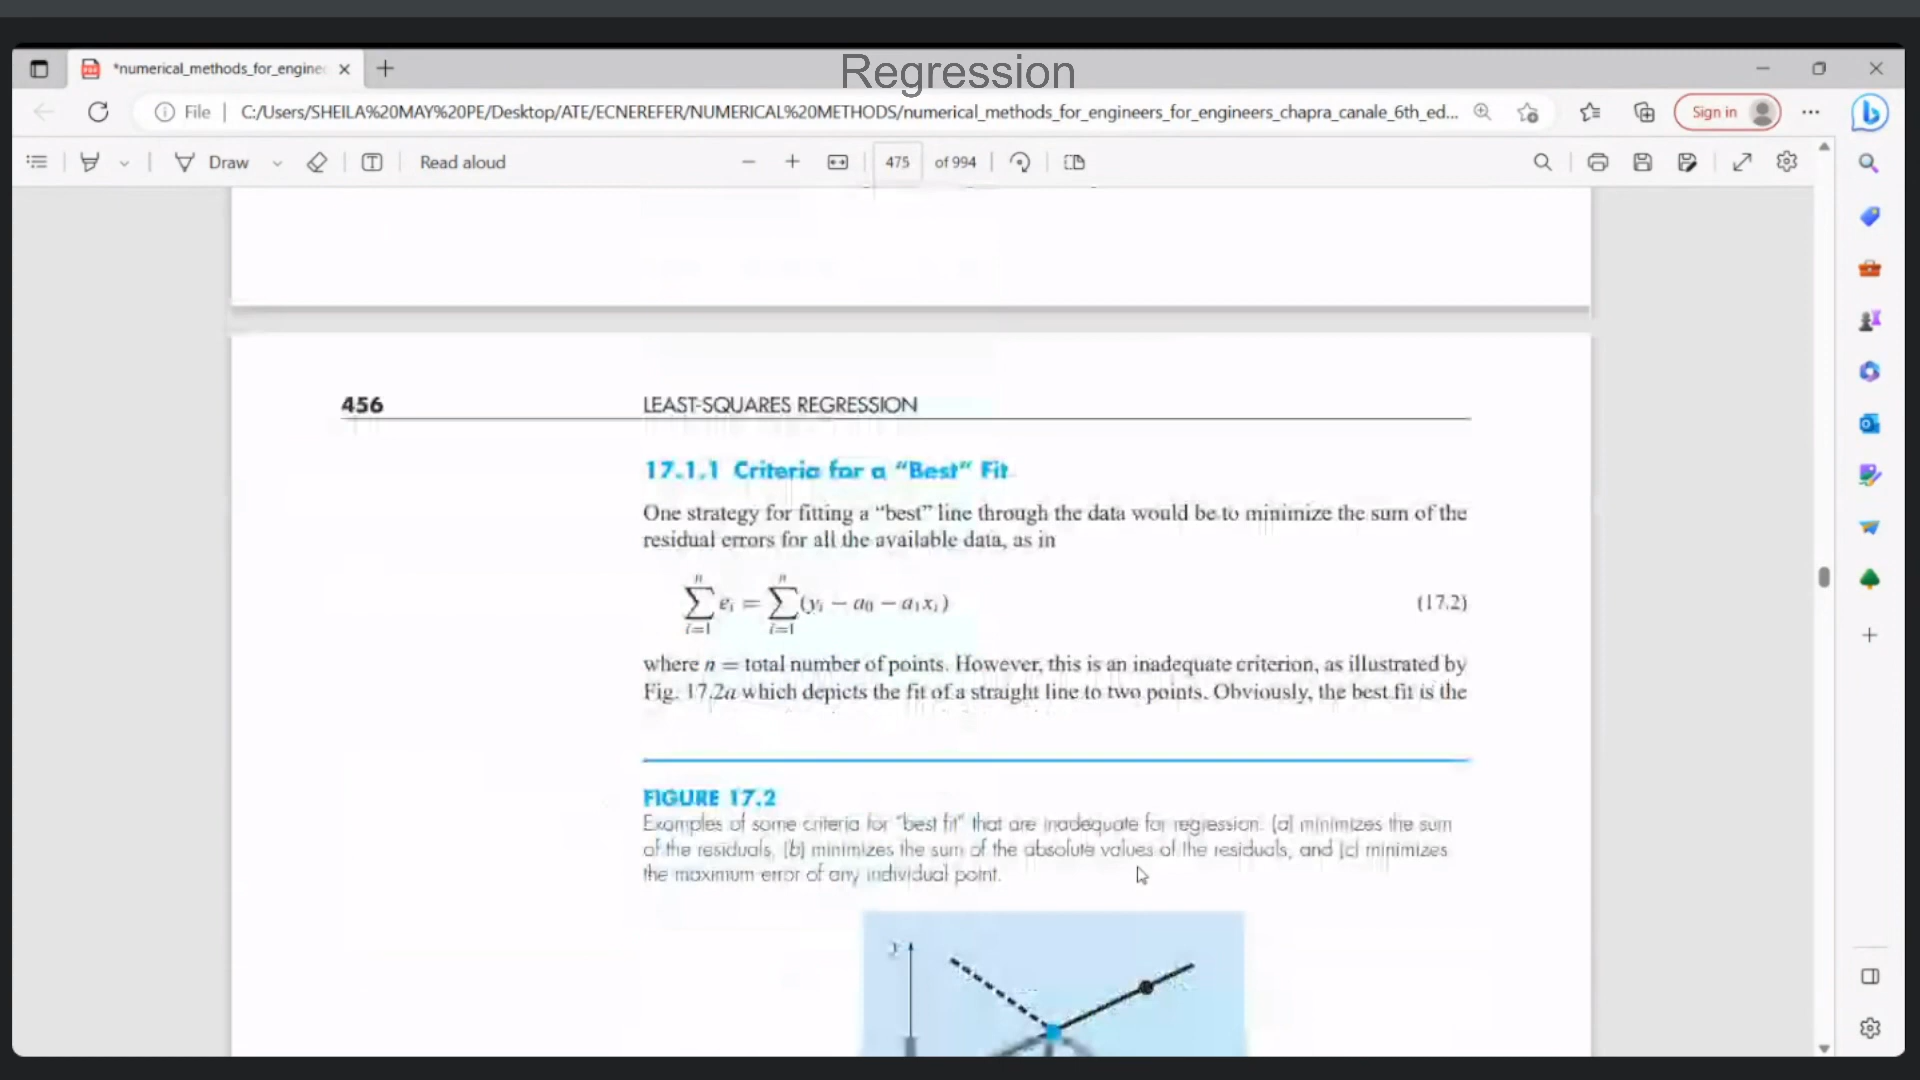 Regression
*numerical_methods_for_engine
File
C:/Users/SHEILA%20MAY%20PE/Desktop/ATE/ECNEREFER/NUMERICAL%20METHODS/numerical_methods_for_engineers_for_engineers_chapra_canale_6th_ed...
Sign in
Draw
Read aloud
475 of 994
456 LEAST-SQUARES REGRESSION
17.1.1 Criteria for a “Best” Fit
One strategy for fitting a “best” line through the data would be to minimize the sum of the
residual errors for all the available data, as in
n n
∑ eᵢ = ∑ (yᵢ − a₀ − a₁xᵢ) (17.2)
i=1 i=1
where n = total number of points. However, this is an inadequate criterion, as illustrated by
Fig. 17.2a which depicts the fit of a straight line to two points. Obviously, the best fit is the
FIGURE 17.2
Examples of some criteria for “best fit” that are inadequate for regression: (a) minimizes the sum
of the residuals, (b) minimizes the sum of the absolute values of the residuals, and (c) minimizes
the maximum error of any individual point.
y